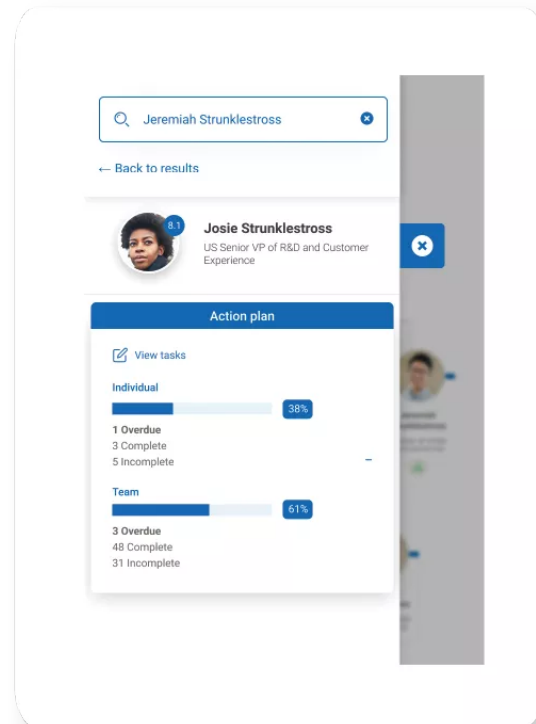 Jeremiah Strunklestross
← Back to results
8.1
Josie Strunklestross
US Senior VP of R&D and Customer
Experience
Action plan
View tasks
Individual
38%
1 Overdue
3 Complete
5 Incomplete
Team
61%
3 Overdue
48 Complete
31 Incomplete